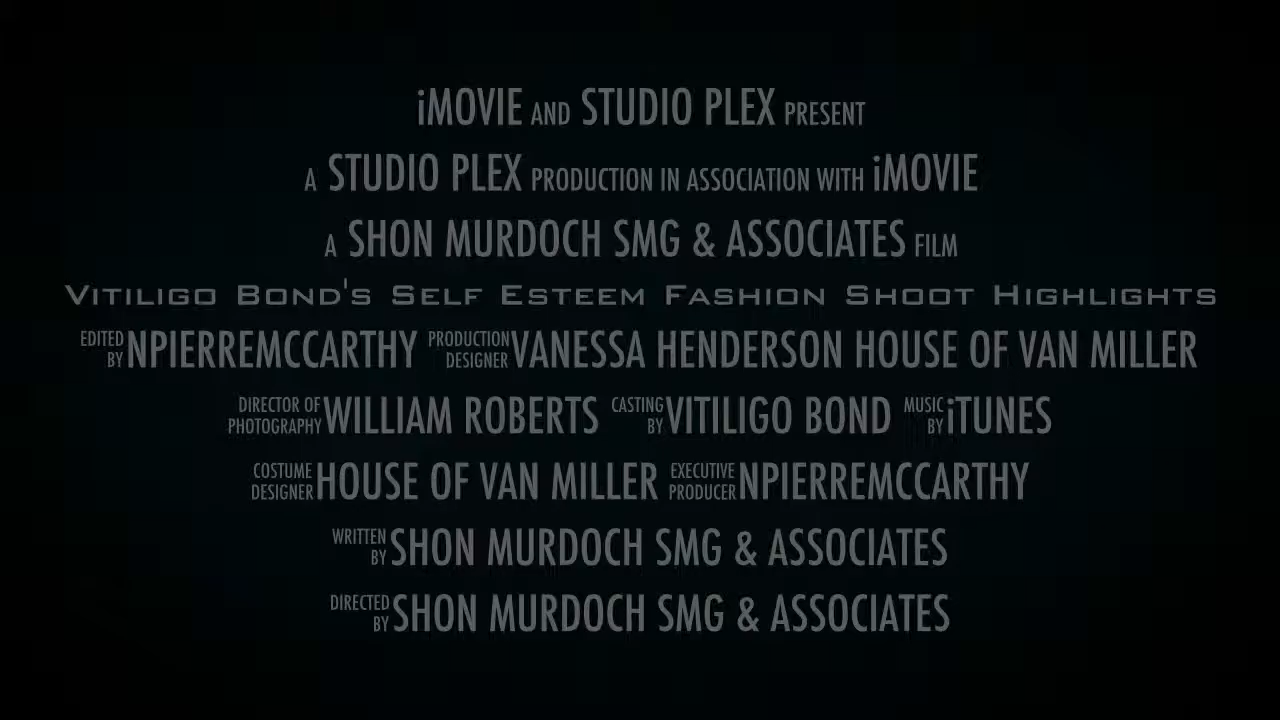 iMOVIE AND STUDIO PLEX PRESENT
A STUDIO PLEX PRODUCTION IN ASSOCIATION WITH iMOVIE
A SHON MURDOCH SMG & ASSOCIATES FILM
VITILIGO BOND'S SELF ESTEEM FASHION SHOOT HIGHLIGHTS
EDITED BY NPIERREMCCARTHY PRODUCTION DESIGNER VANESSA HENDERSON HOUSE OF VAN MILLER
DIRECTOR OF PHOTOGRAPHY WILLIAM ROBERTS CASTING BY VITILIGO BOND MUSIC BY iTUNES
COSTUME DESIGNER HOUSE OF VAN MILLER EXECUTIVE PRODUCER NPIERREMCCARTHY
WRITTEN BY SHON MURDOCH SMG & ASSOCIATES
DIRECTED BY SHON MURDOCH SMG & ASSOCIATES